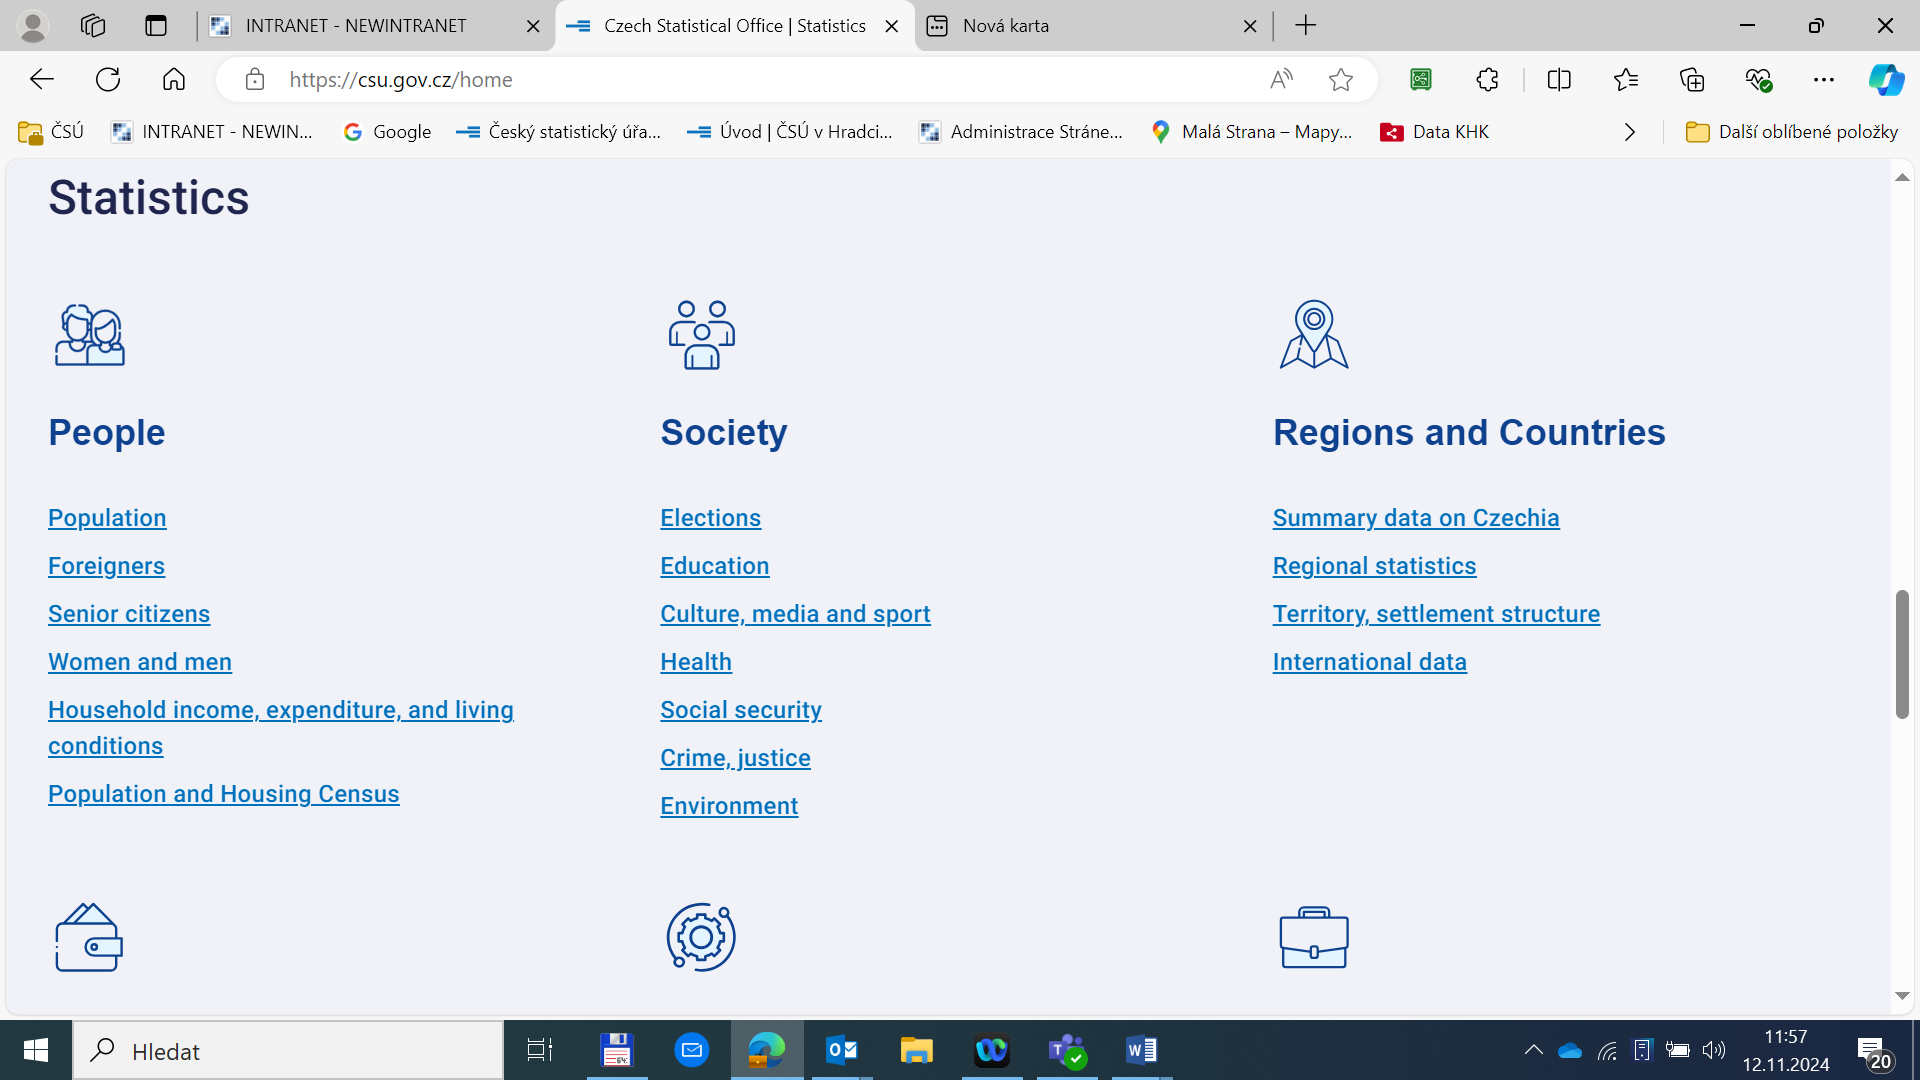 INTRANET - NEWINTRANET
Czech Statistical Office | Statistics
Nová karta
https://csu.gov.cz/home
ČSÚ
INTRANET - NEWIN...
Google
Český statistický úřa...
Úvod | ČSÚ v Hradci...
Administrace Stráne...
Malá Strana – Mapy...
Data KHK
Další oblíbené položky
Statistics
People
Society
Regions and Countries
Population
Foreigners
Senior citizens
Women and men
Household income, expenditure, and living
conditions
Population and Housing Census
Elections
Education
Culture, media and sport
Health
Social security
Crime, justice
Environment
Summary data on Czechia
Regional statistics
Territory, settlement structure
International data
Hledat
64
11:57
12.11.2024
20